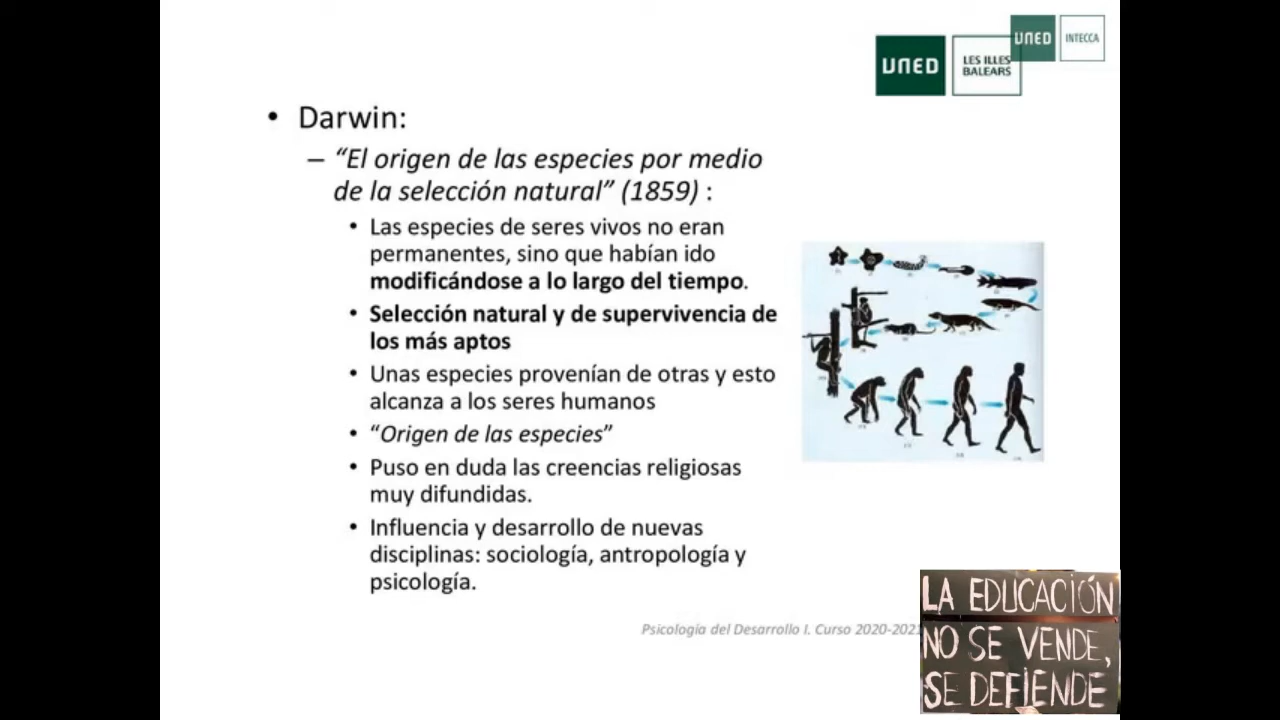 UNED
INTECCA
UNED
LES ILLES
BALEARS
• Darwin:
– “El origen de las especies por medio
de la selección natural” (1859) :
• Las especies de seres vivos no eran
permanentes, sino que habían ido
modificándose a lo largo del tiempo.
• Selección natural y de supervivencia de
los más aptos
• Unas especies provenían de otras y esto
alcanza a los seres humanos
• “Origen de las especies”
• Puso en duda las creencias religiosas
muy difundidas.
• Influencia y desarrollo de nuevas
disciplinas: sociología, antropología y
psicología.
Psicología del Desarrollo I. Curso 2020-2021
LA EDUCACIÓN
NO SE VENDE,
SE DEFIENDE